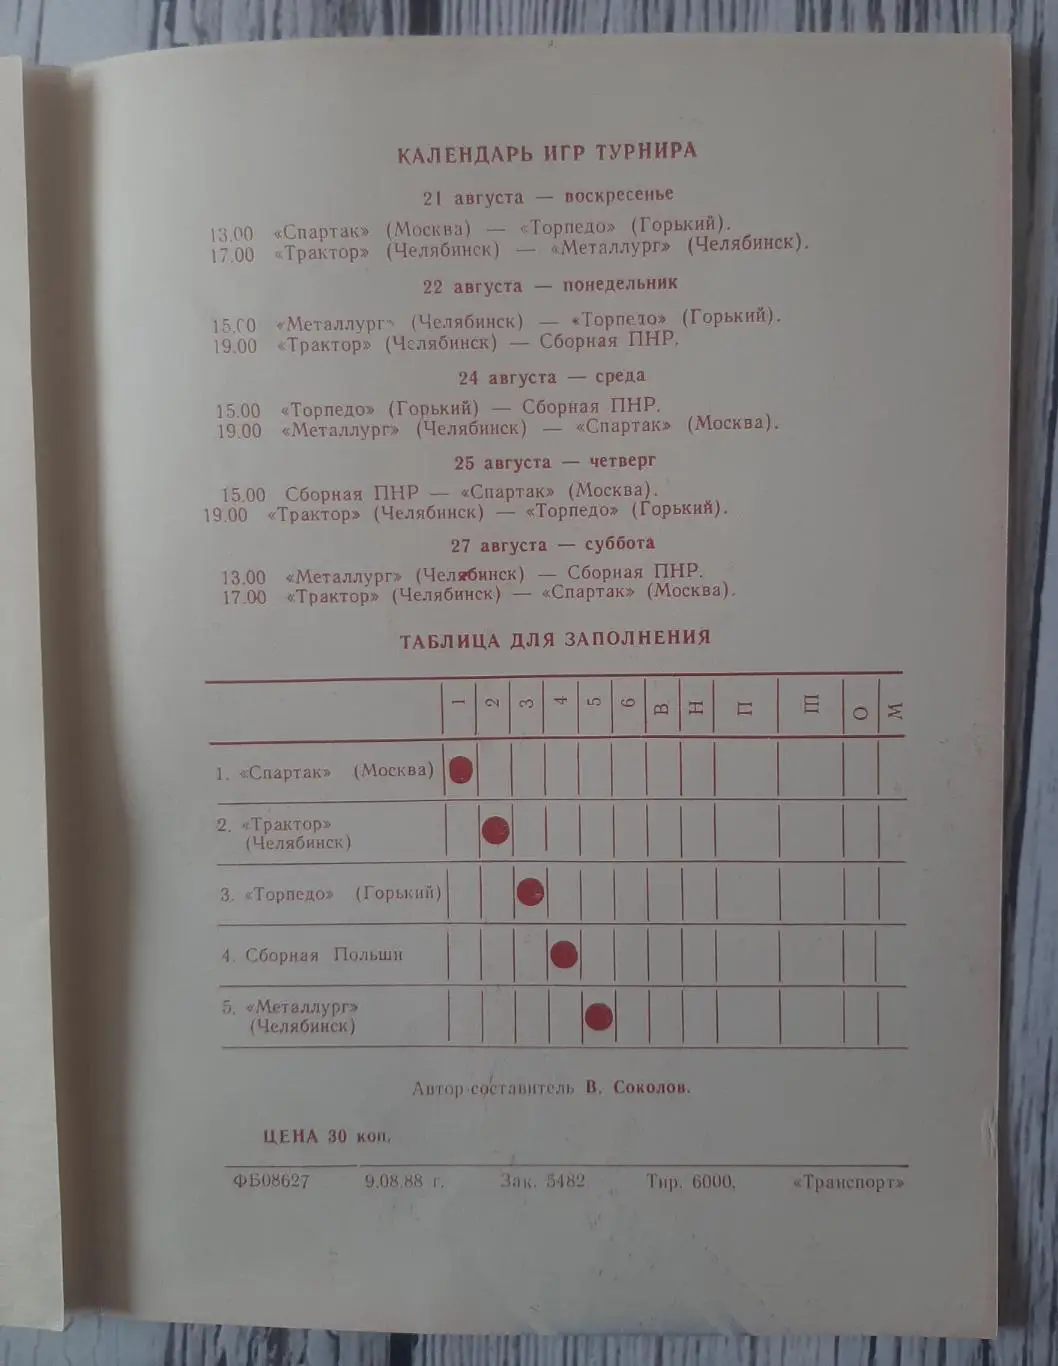 КАЛЕНДАРЬ ИГР ТУРНИРА
21 августа — воскресенье
13.00 «Спартак» (Москва) — «Торпедо» (Горький).
17.00 «Трактор» (Челябинск) — «Металлург» (Челябинск).
22 августа — понедельник
15.00 «Металлург» (Челябинск) — «Торпедо» (Горький).
19.00 «Трактор» (Челябинск) — Сборная ПНР.
24 августа — среда
15.00 «Торпедо» (Горький) — Сборная ПНР.
19.00 «Металлург» (Челябинск) — «Спартак» (Москва).
25 августа — четверг
15.00 Сборная ПНР — «Спартак» (Москва).
19.00 «Трактор» (Челябинск) — «Торпедо» (Горький).
27 августа — суббота
13.00 «Металлург» (Челябинск) — Сборная ПНР.
17.00 «Трактор» (Челябинск) — «Спартак» (Москва).
ТАБЛИЦА ДЛЯ ЗАПОЛНЕНИЯ
1 2 3 4 5 6 В Н П Ш О М
1. «Спартак» (Москва)
2. «Трактор»
(Челябинск)
3. «Торпедо» (Горький)
4. Сборная Польши
5. «Металлург»
(Челябинск)
Автор-составитель В. Соколов.
ЦЕНА 30 коп.
ФБ08627 9.08.88 г. Зак. 5482 Тир. 6000. «Транспорт»